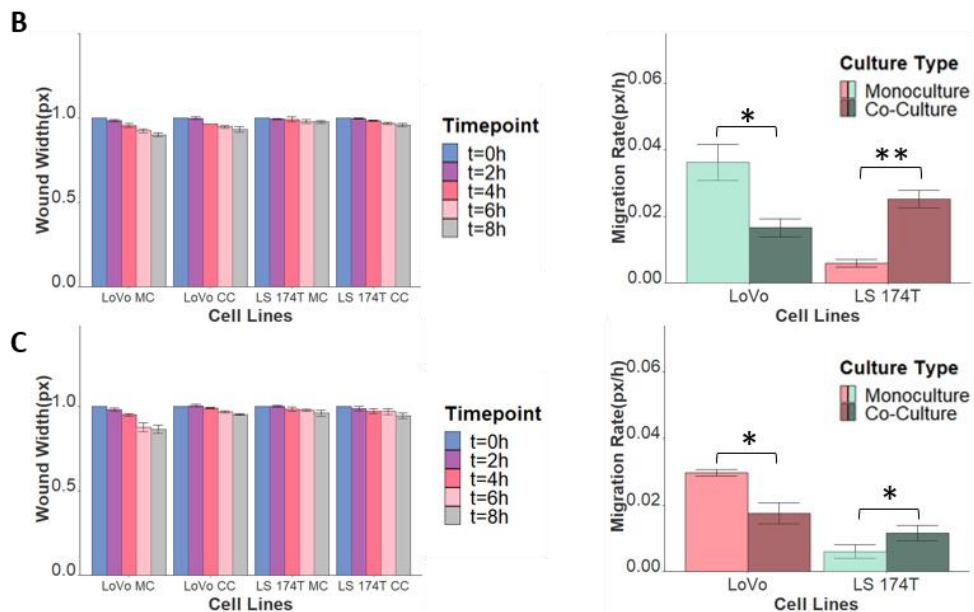 B
Wound Width(px)
1.0
0.5
0.0
LoVo MC
LoVo CC
LS 174T MC
LS 174T CC
Cell Lines
Timepoint
t=0h
t=2h
t=4h
t=6h
t=8h
Migration Rate(px/h)
0.06
0.04
0.02
0.00
*
**
LoVo
LS 174T
Cell Lines
Culture Type
Monoculture
Co-Culture
C
Wound Width(px)
1.0
0.5
0.0
LoVo MC
LoVo CC
LS 174T MC
LS 174T CC
Cell Lines
Timepoint
t=0h
t=2h
t=4h
t=6h
t=8h
Migration Rate(px/h)
0.06
0.04
0.02
0.00
*
*
LoVo
LS 174T
Cell Lines
Culture Type
Monoculture
Co-Culture